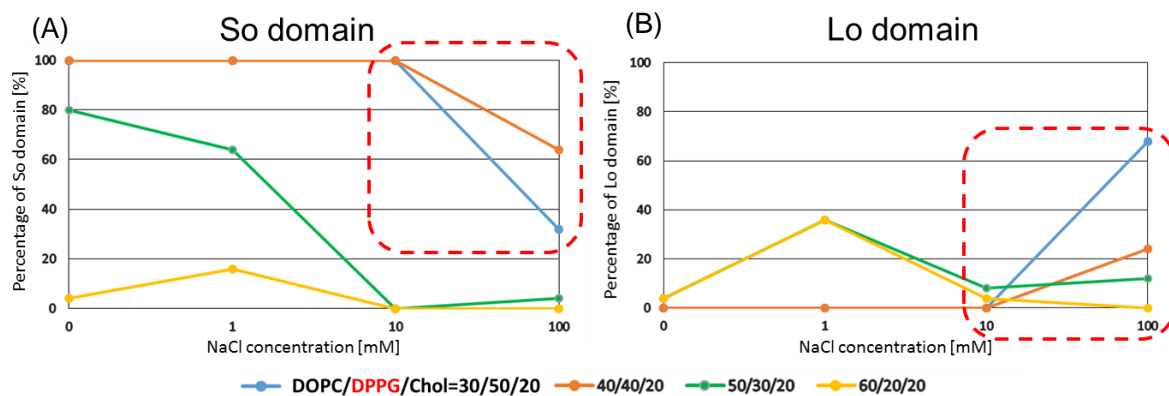 (A) So domain
Percentage of So domain [%]
100
80
60
40
20
0
0 1 10 100
NaCl concentration [mM]
(B) Lo domain
Percentage of Lo domain [%]
100
80
60
40
20
0
0 1 10 100
NaCl concentration [mM]
DOPC/DPPG/Chol=30/50/20 40/40/20 50/30/20 60/20/20